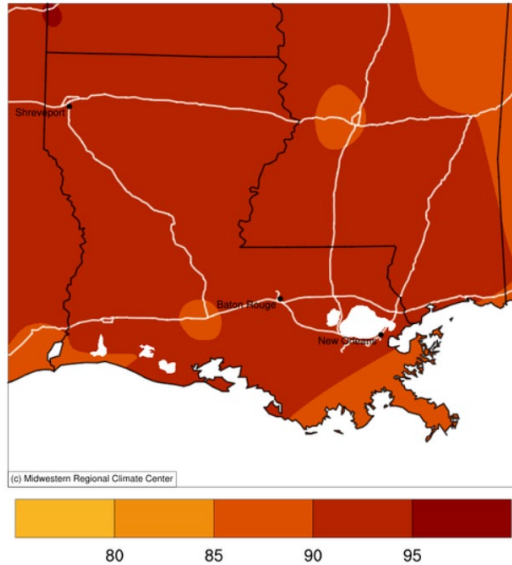 Shreveport
Baton Rouge
New Orleans
(c) Midwestern Regional Climate Center
80 85 90 95